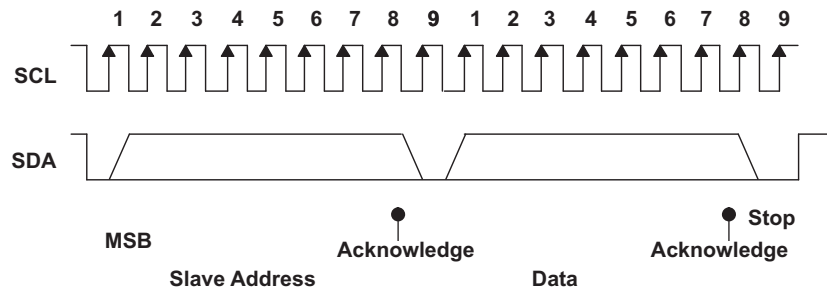 1 2 3 4 5 6 7 8 9 1 2 3 4 5 6 7 8 9
SCL
SDA
Stop
MSB
Acknowledge Acknowledge
Slave Address Data